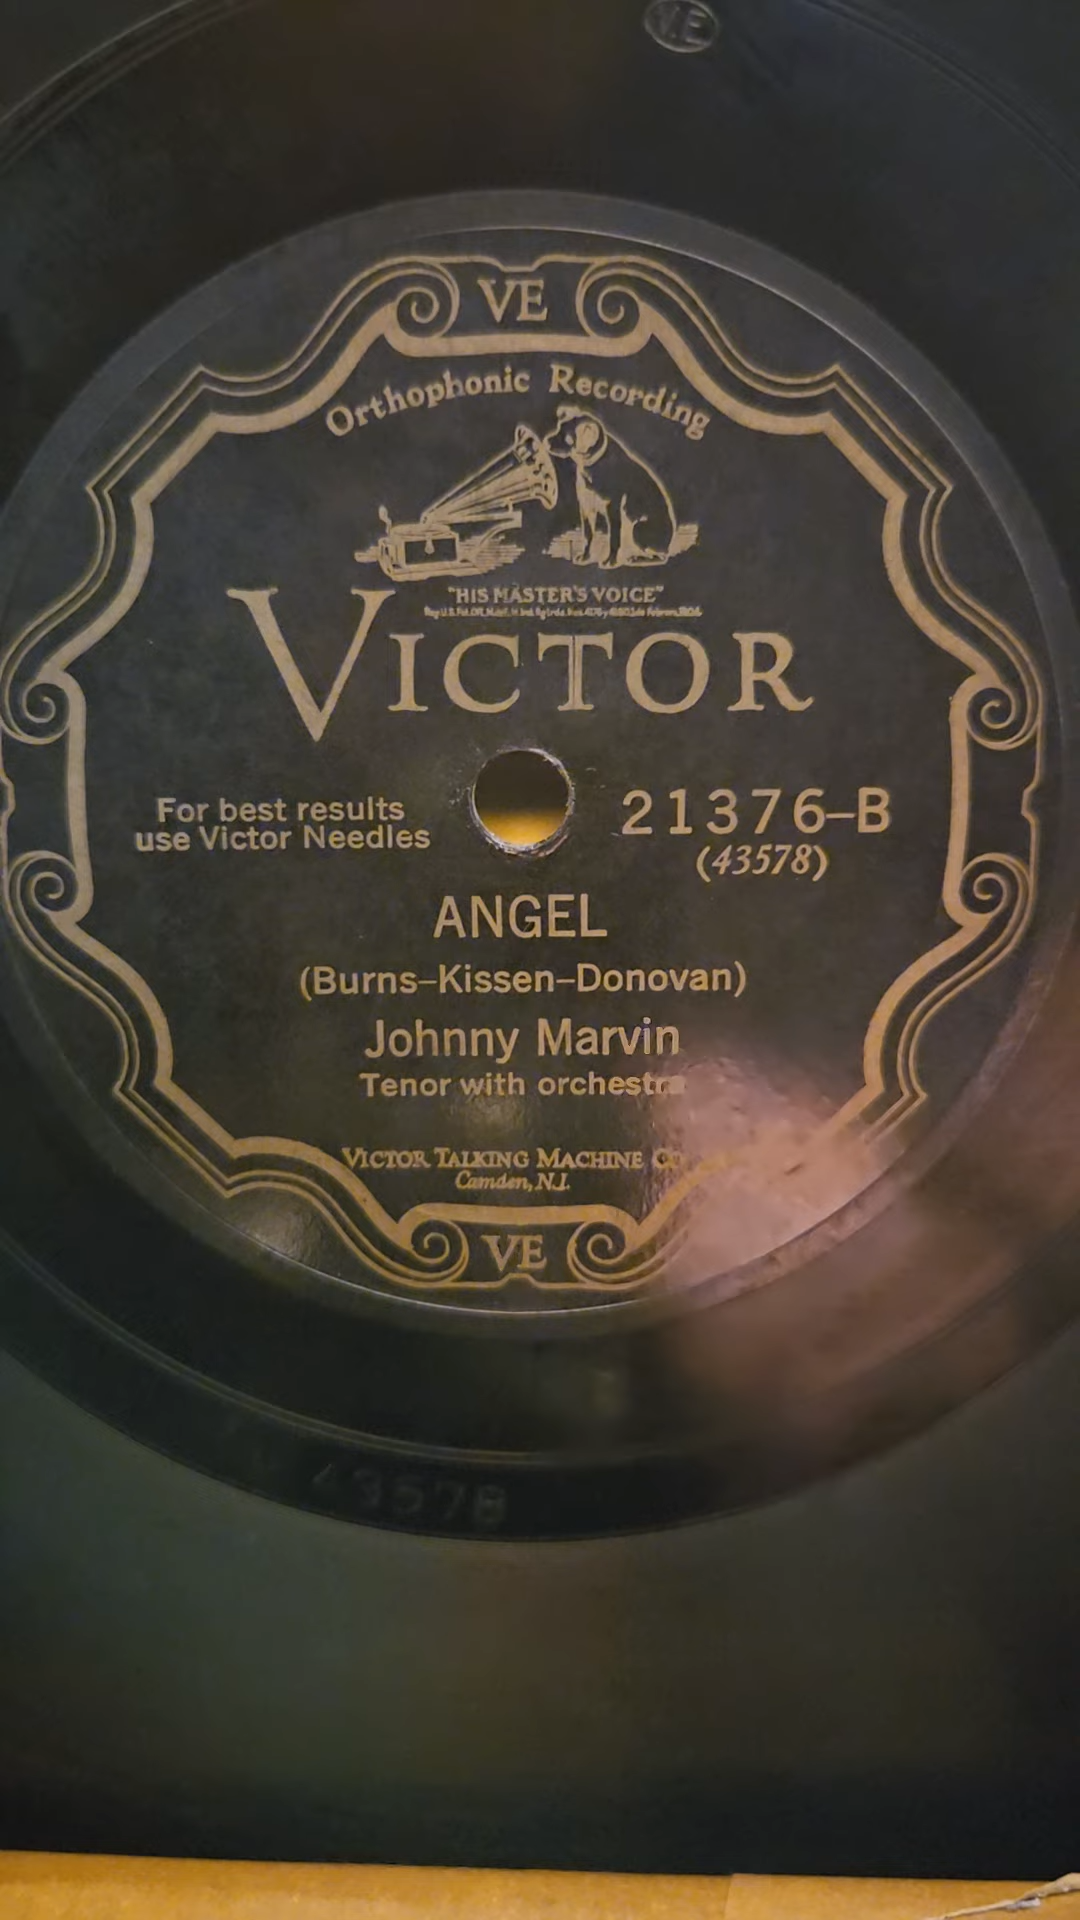 VE
VE
Orthophonic Recording
"HIS MASTER'S VOICE"
VICTOR
For best results
use Victor Needles
21376-B
(43578)
ANGEL
(Burns-Kissen-Donovan)
Johnny Marvin
Tenor with orchestra
VICTOR TALKING MACHINE CO.
Camden, N.J.
VE
43578